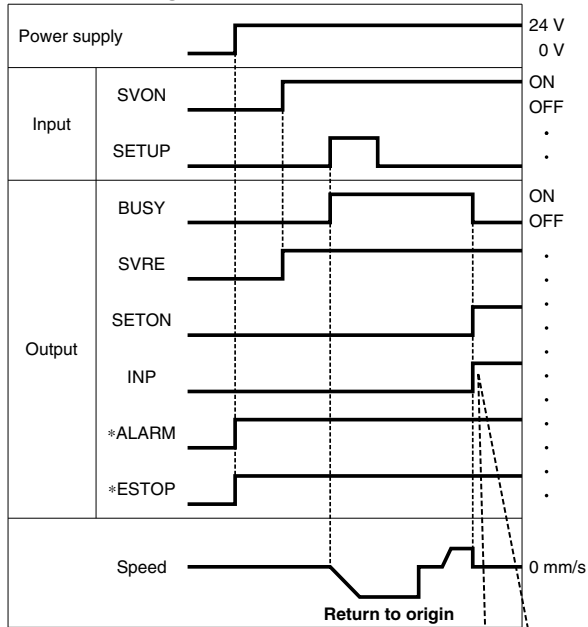 Power supply
24 V
0 V
Input
SVON
ON
OFF
SETUP
Output
BUSY
ON
OFF
SVRE
SETON
INP
*ALARM
*ESTOP
Speed
0 mm/s
Return to origin